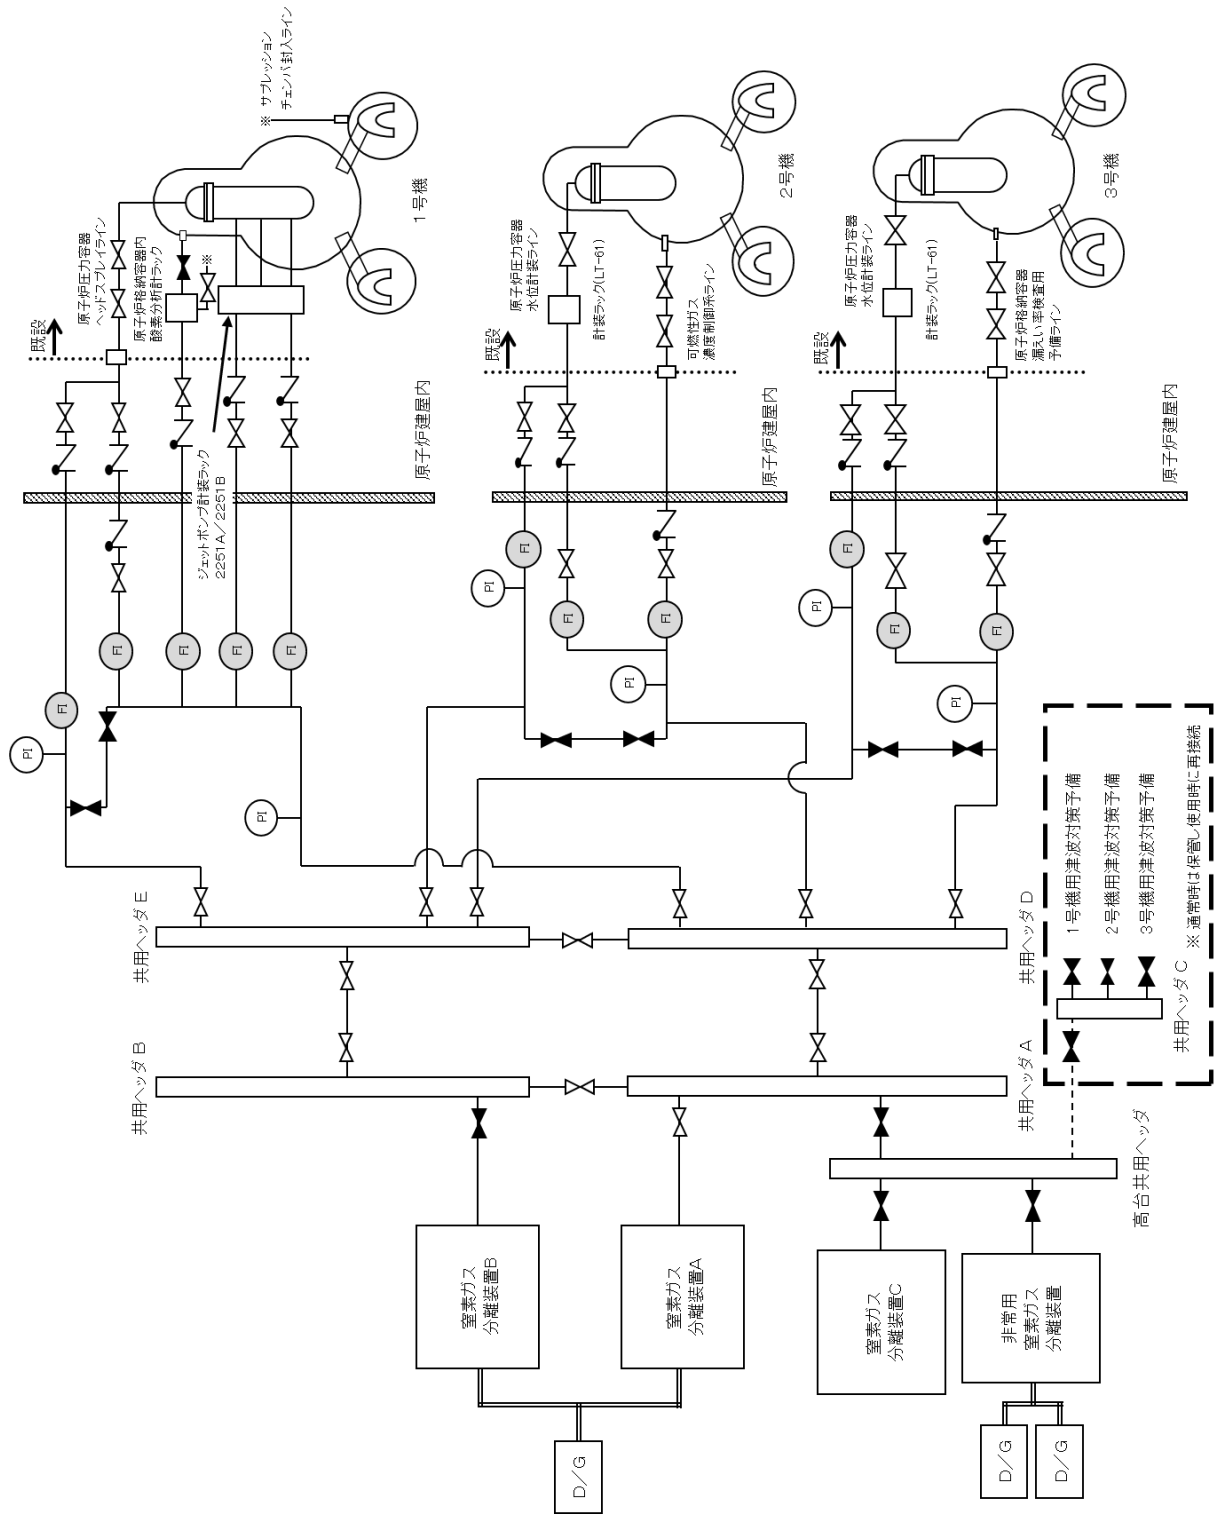 ※ サプレッション
チェンバ封入ライン
1号機
原子炉圧力容器
ヘッドスプレイライン
原子炉格納容器内
酸素分析計ラック
※
既設
ジェットポンプ計装ラック
2251A／2251B
原子炉建屋内
FI
FI
FI
FI
FI
PI
PI
2号機
原子炉圧力容器
水位計装ライン
計装ラック(LT-61)
可燃性ガス
濃度制御系ライン
既設
原子炉建屋内
FI
FI
FI
PI
PI
3号機
原子炉圧力容器
水位計装ライン
計装ラック(LT-61)
原子炉格納容器
漏えい率検査用
予備ライン
既設
原子炉建屋内
FI
FI
FI
PI
PI
共用ヘッダ E
共用ヘッダ D
共用ヘッダ B
共用ヘッダ A
1号機用津波対策予備
2号機用津波対策予備
3号機用津波対策予備
※ 通常時は保管し使用時に再接続
共用ヘッダ C
高台共用ヘッダ
窒素ガス
分離装置B
窒素ガス
分離装置A
窒素ガス
分離装置C
非常用
窒素ガス
分離装置
D／G
D／G
D／G